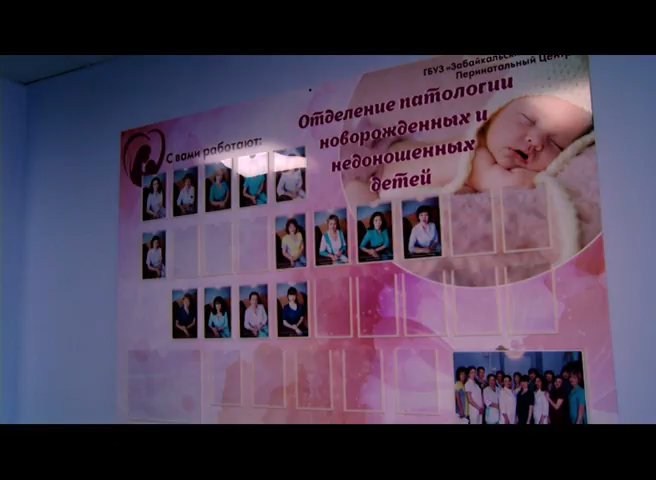 ГБУЗ «Забайкальский
Перинатальный Центр
Отделение патологии
новорожденных и
недоношенных
детей
С вами работают: